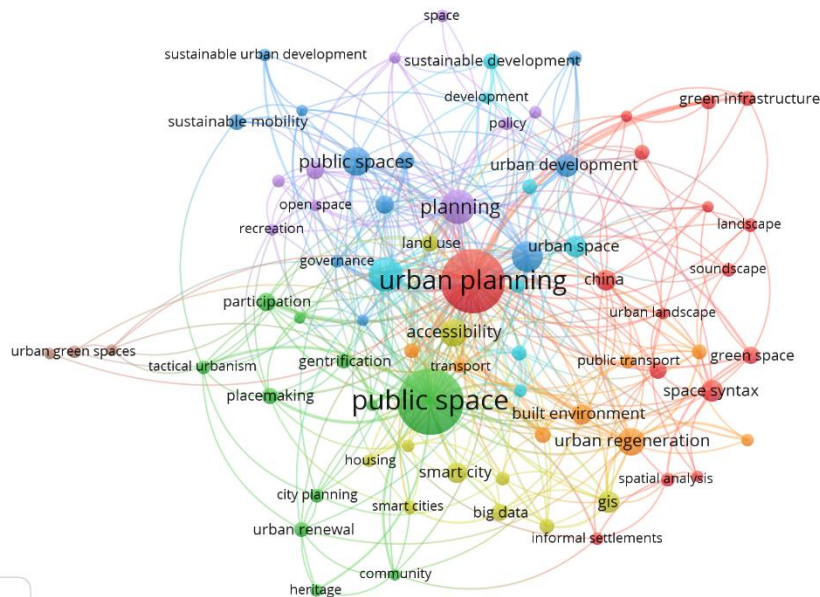 space
sustainable urban development
sustainable development
development
green infrastructure
sustainable mobility
policy
public spaces
urban development
open space
planning
recreation
landscape
land use
urban space
governance
soundscape
urban planning
china
participation
urban landscape
accessibility
urban green spaces
gentrification
public transport
green space
tactical urbanism
transport
placemaking
space syntax
public space
built environment
urban regeneration
housing
smart city
spatial analysis
city planning
smart cities
big data
gis
urban renewal
informal settlements
community
heritage